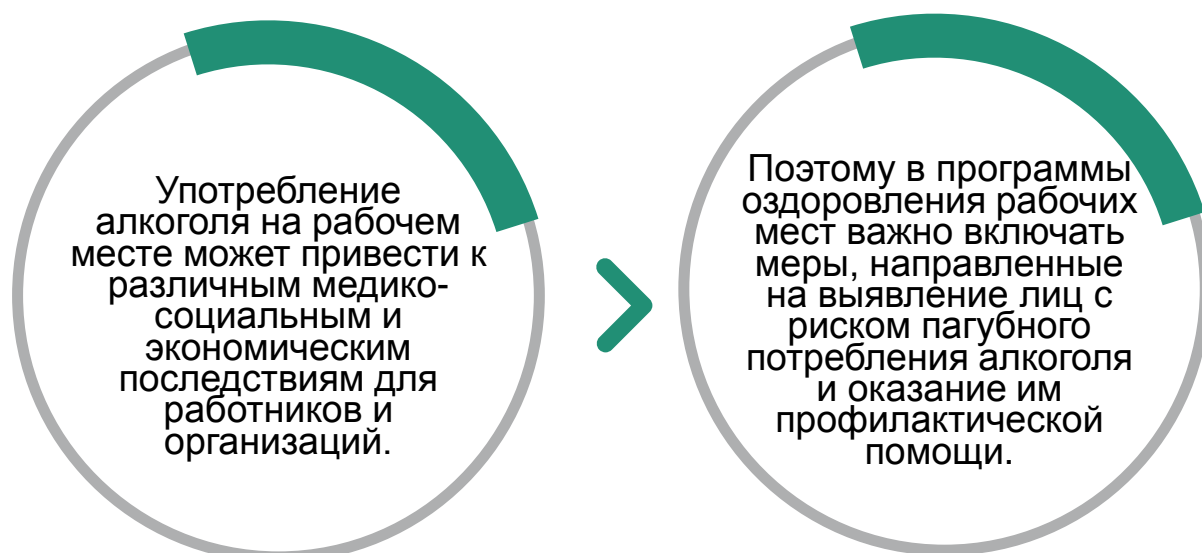 Употребление
алкоголя на рабочем
месте может привести к
различным медико-
социальным и
экономическим
последствиям для
работников и
организаций.
Поэтому в программы
оздоровления рабочих
мест важно включать
меры, направленные
на выявление лиц с
риском пагубного
потребления алкоголя
и оказание им
профилактической
помощи.